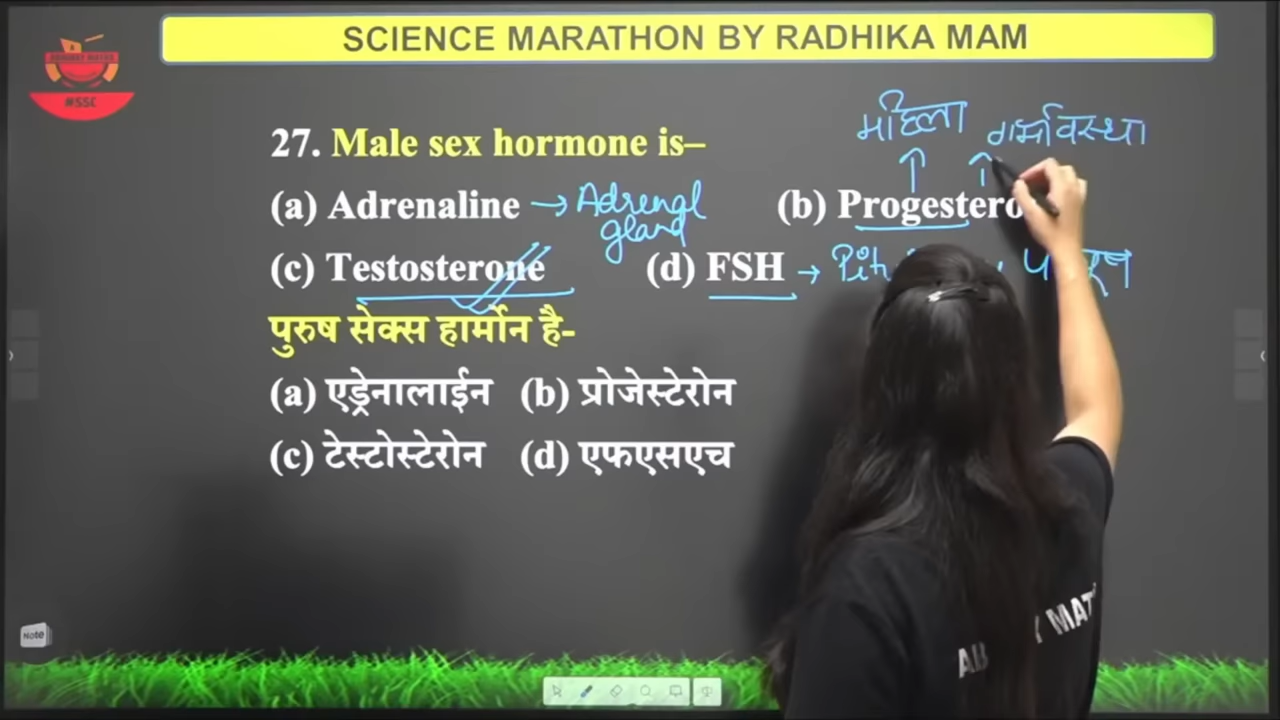 SCIENCE MARATHON BY RADHIKA MAM
#SSC
महिला गर्भावस्था
27. Male sex hormone is–
(a) Adrenaline → Adrenal gland (b) Progestero
(c) Testosterone (d) FSH →
पुरुष सेक्स हार्मोन है-
(a) एड्रेनालाईन (b) प्रोजेस्टेरोन
(c) टेस्टोस्टेरोन (d) एफएसएच
Note